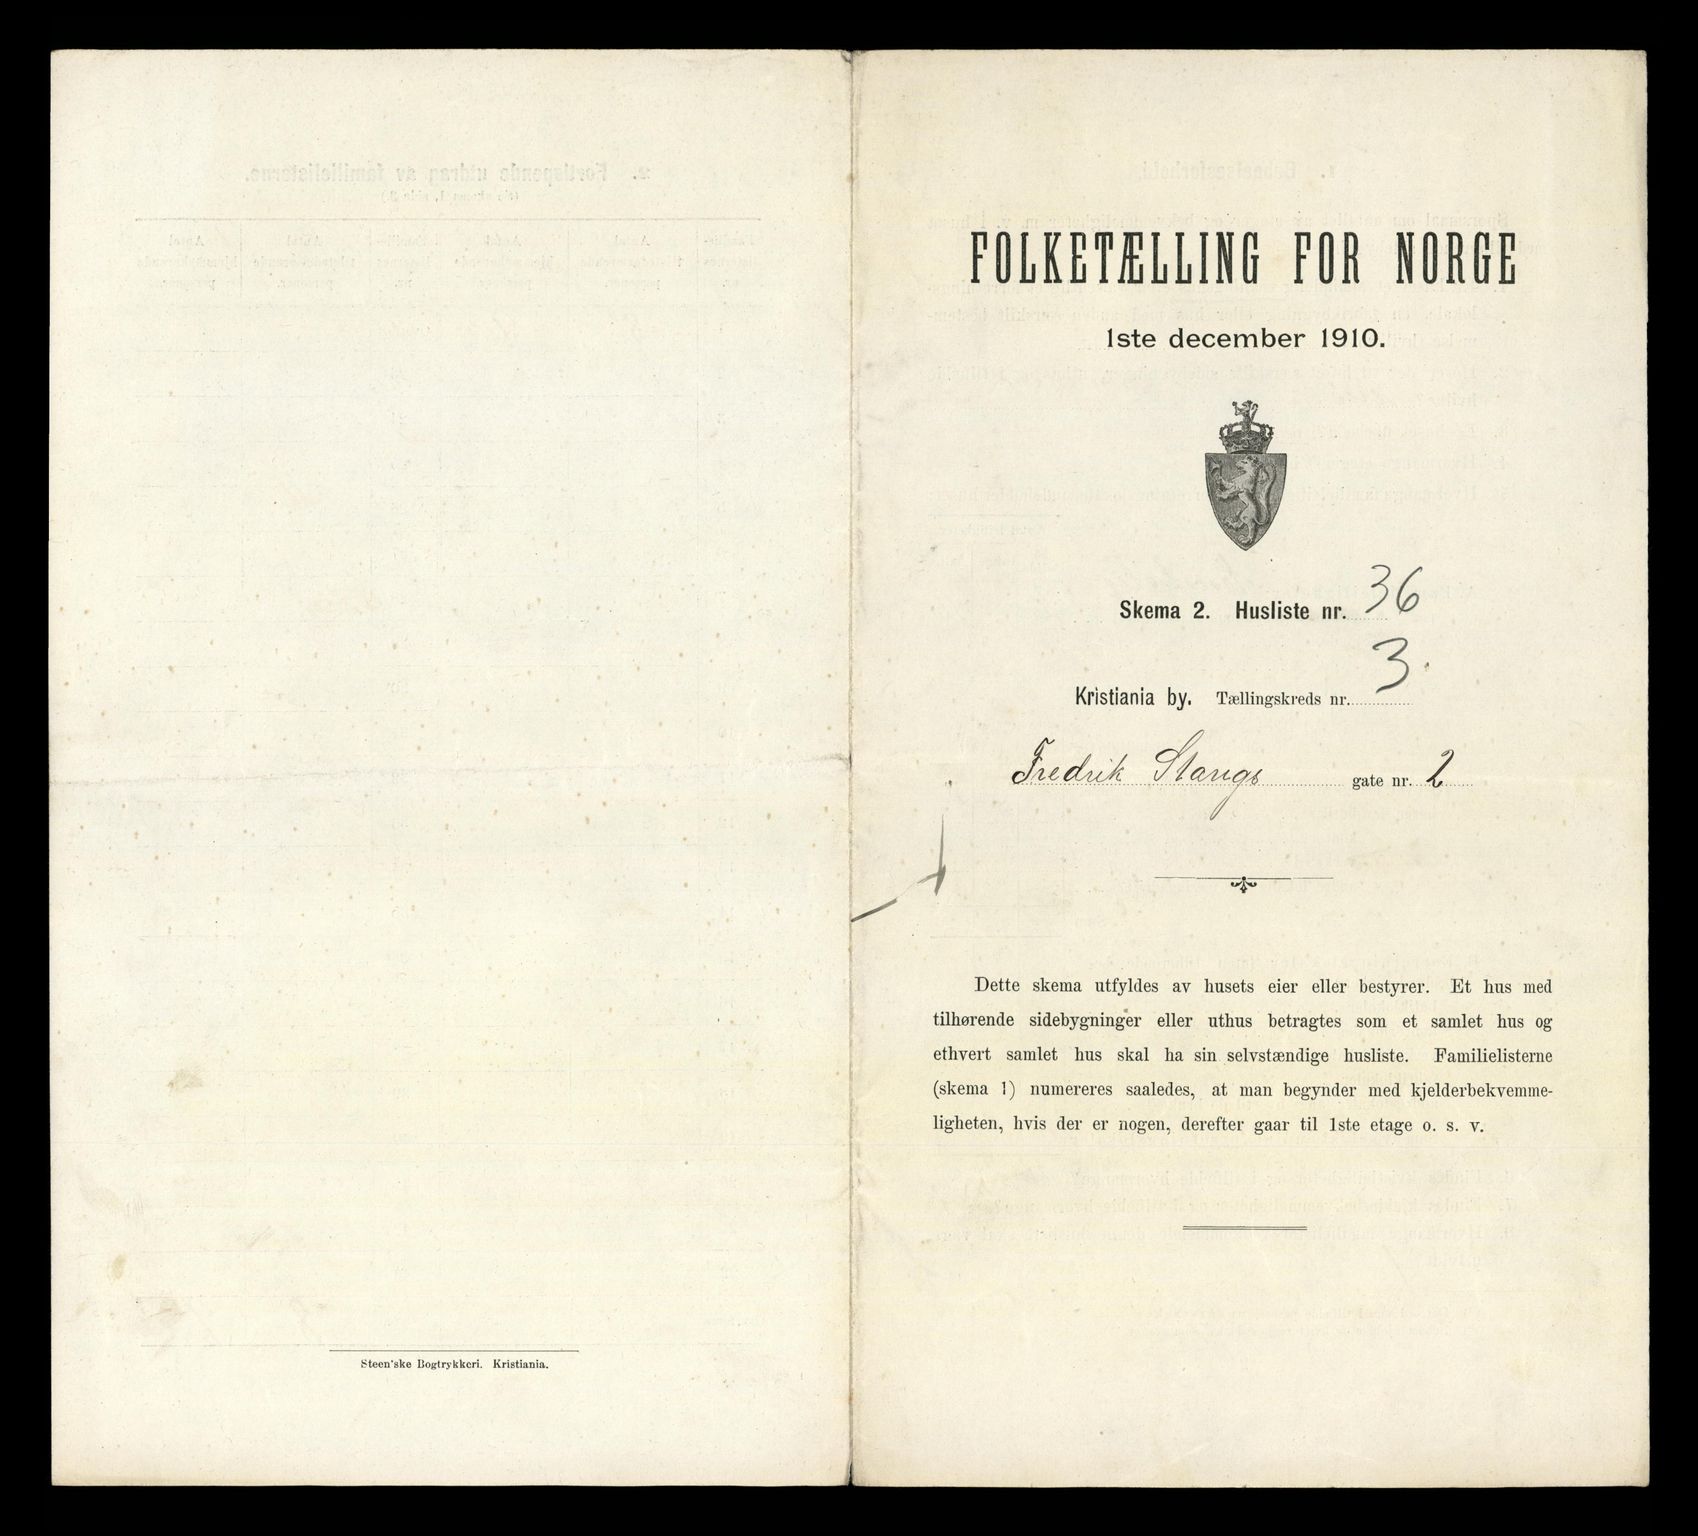 FOLKETÆLLING FOR NORGE
1ste december 1910.
Skema 2. Husliste nr. 36
Kristiania by. Tællingskreds nr. 3
Fredrik Stangs gate nr. 2
Dette skema utfyldes av husets eier eller bestyrer. Et hus med
tilhørende sidebygninger eller uthus betragtes som et samlet hus og
ethvert samlet hus skal ha sin selvstændige husliste. Familielisterne
(skema 1) numereres saaledes, at man begynder med kjelderbekvemme-
ligheten, hvis der er nogen, derefter gaar til 1ste etage o. s. v.
Steen'ske Bogtrykkeri. Kristiania.